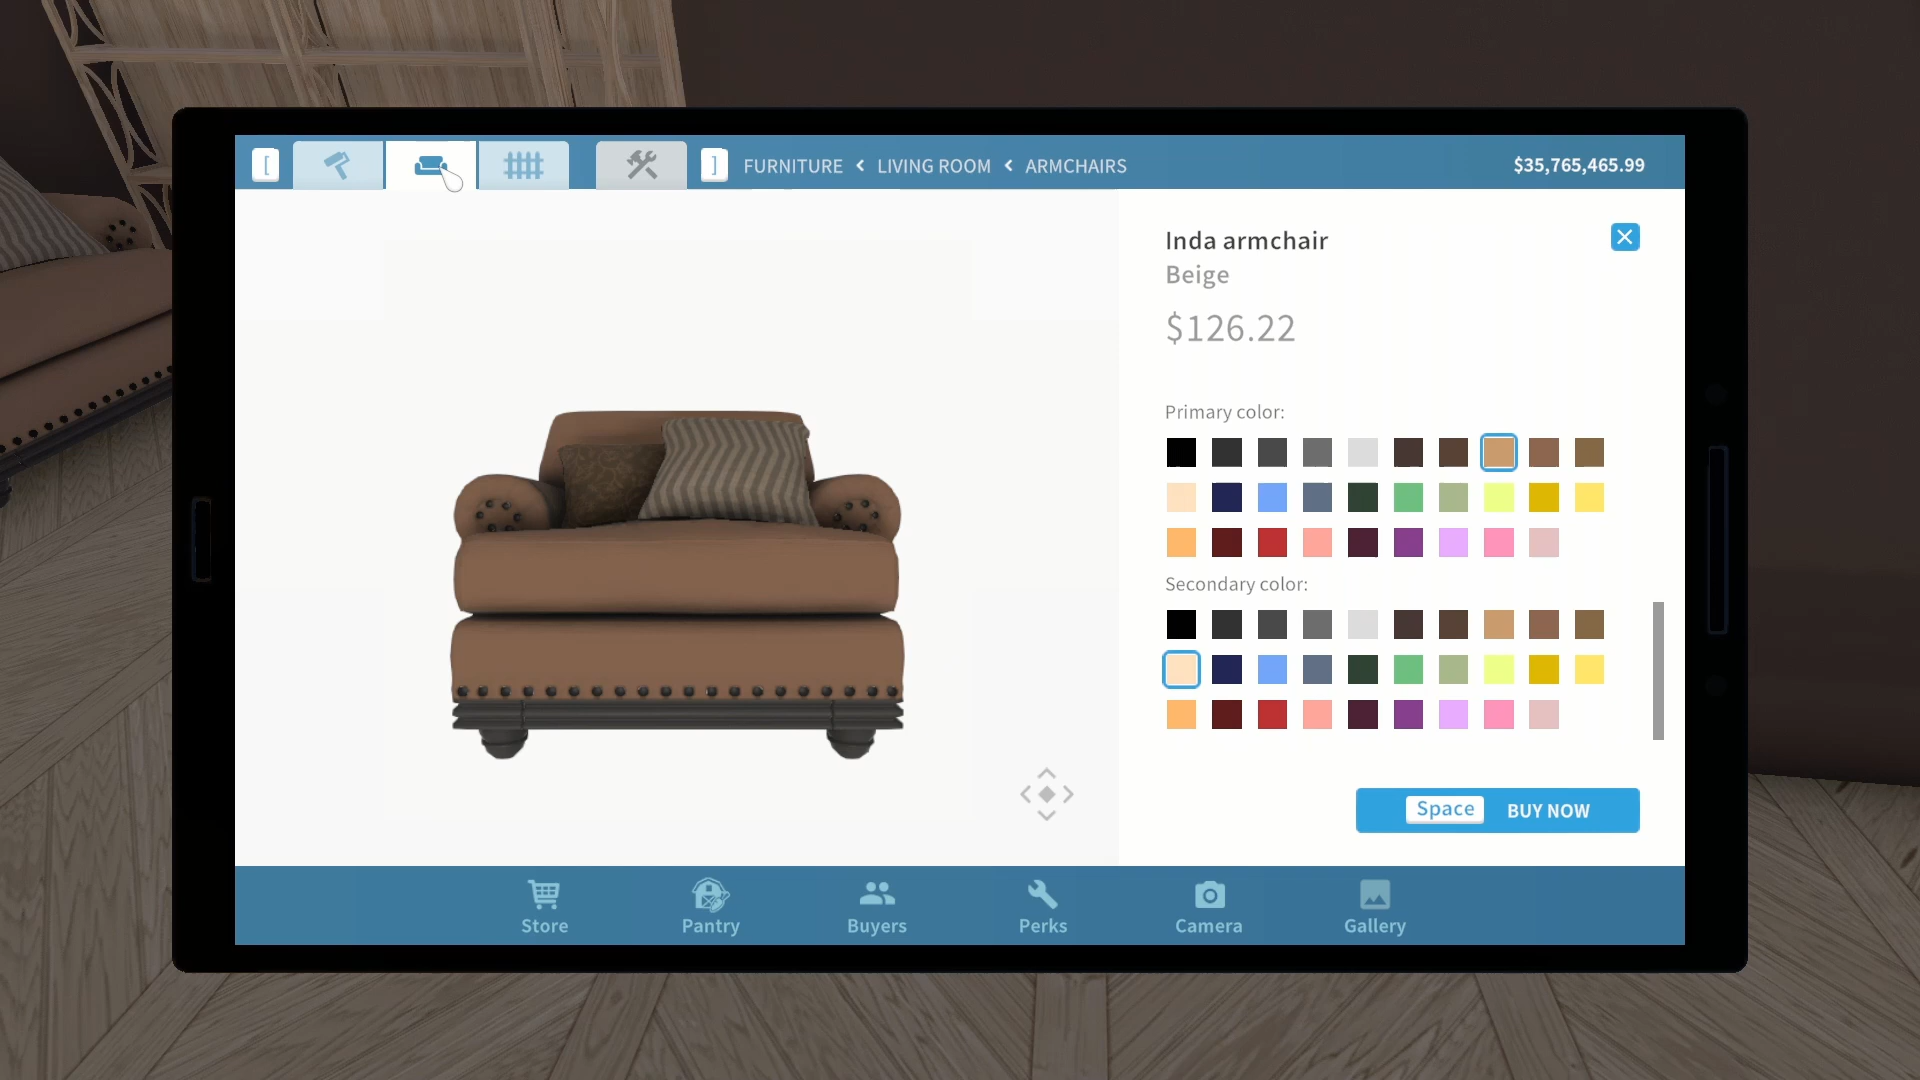 [
]
FURNITURE < LIVING ROOM < ARMCHAIRS
$35,765,465.99
Inda armchair
Beige
$126.22
Primary color:
Secondary color:
Space BUY NOW
Store
Pantry
Buyers
Perks
Camera
Gallery